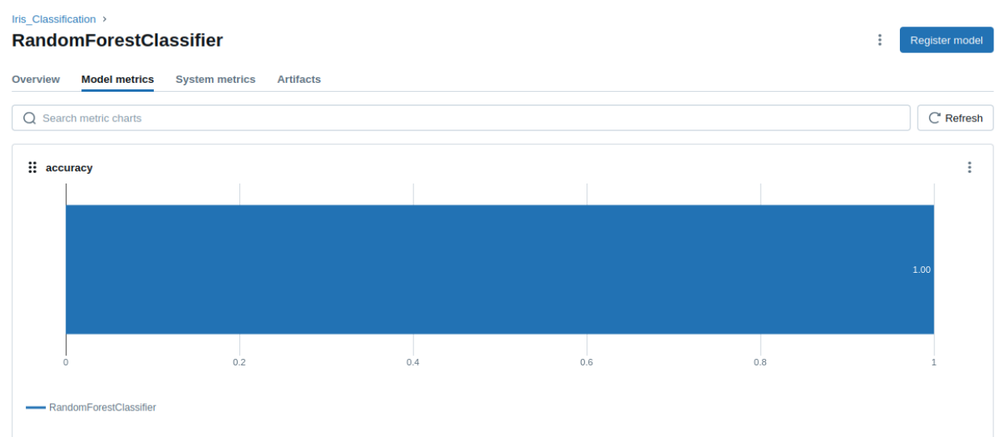 Iris_Classification >
RandomForestClassifier
Register model
Overview Model metrics System metrics Artifacts
Search metric charts
Refresh
accuracy
1.00
0 0.2 0.4 0.6 0.8 1
RandomForestClassifier